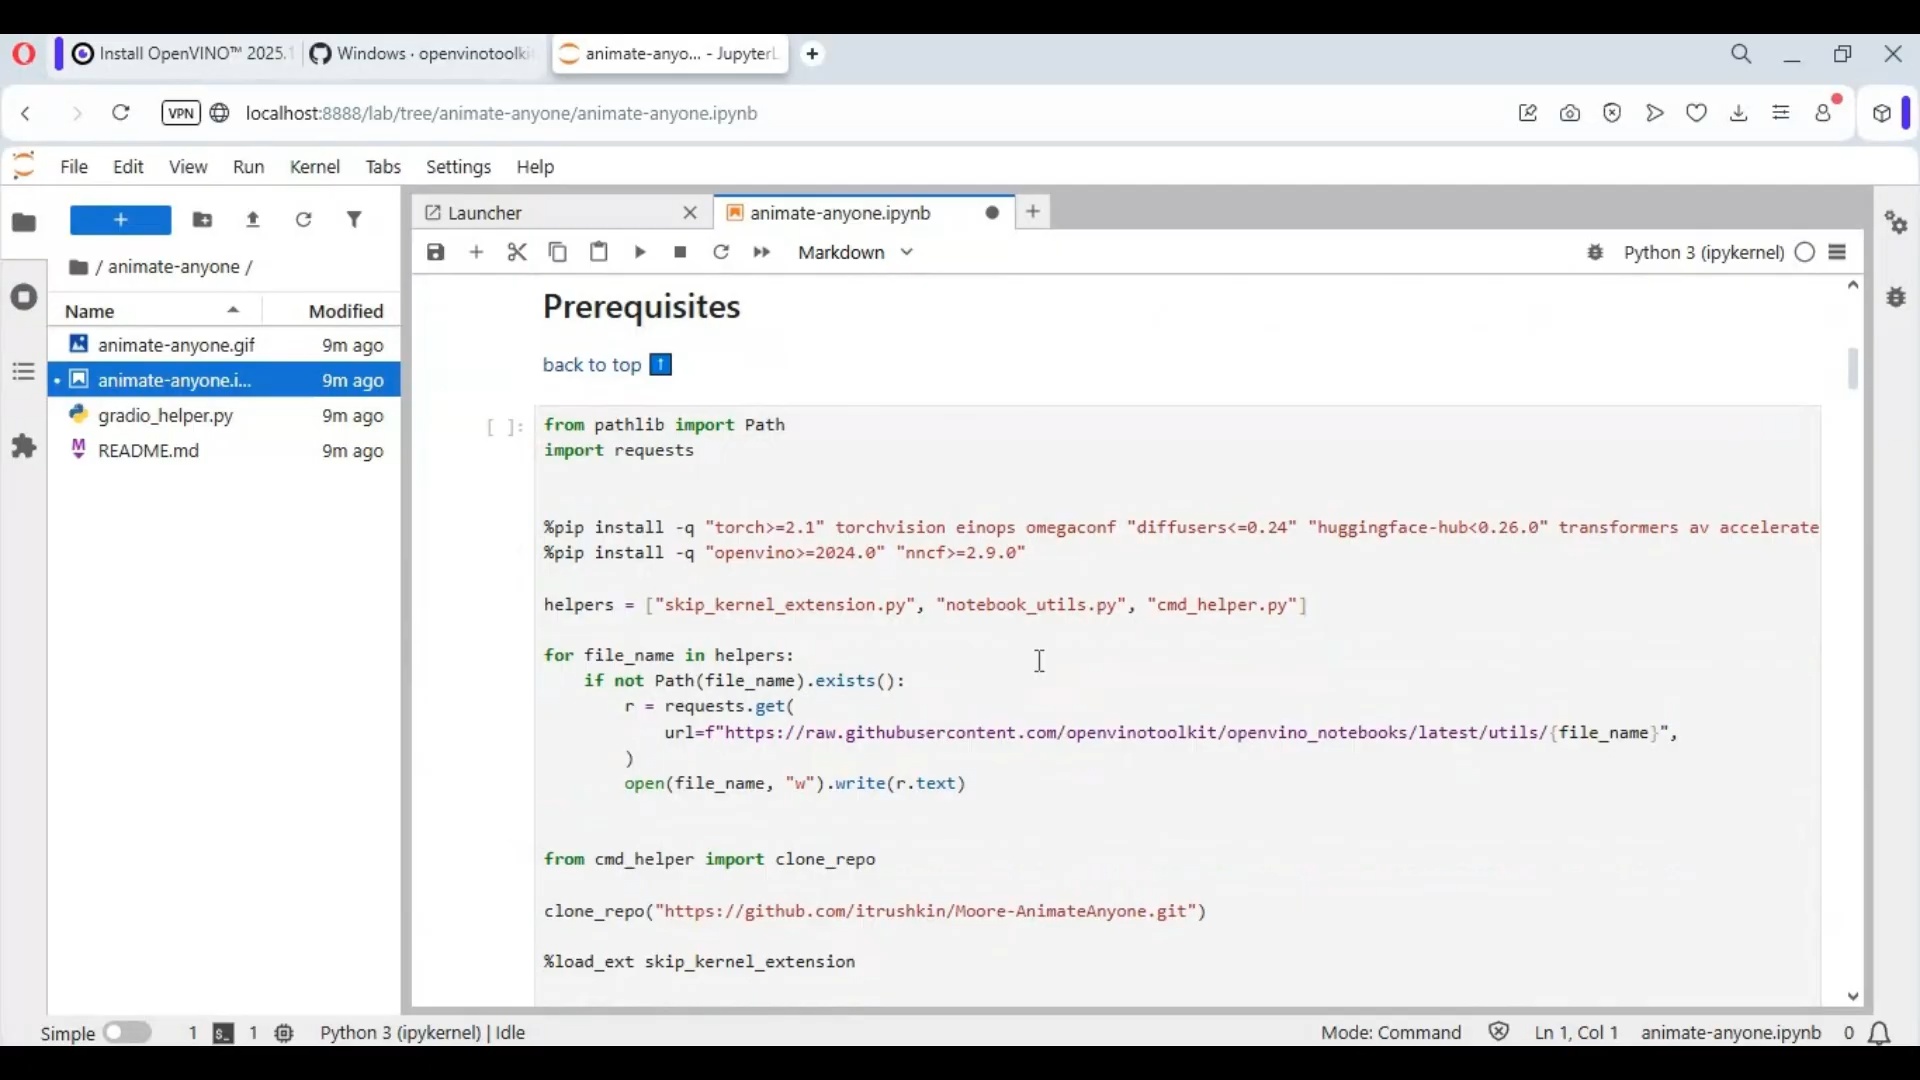 Install OpenVINO™ 2025.1
Windows · openvinotoolki
animate-anyo... - JupyterL
VPN
localhost:8888/lab/tree/animate-anyone/animate-anyone.ipynb
File Edit View Run Kernel Tabs Settings Help
Launcher
animate-anyone.ipynb
Markdown
Python 3 (ipykernel)
/ animate-anyone /
Name Modified
animate-anyone.gif 9m ago
animate-anyone.i... 9m ago
gradio_helper.py 9m ago
README.md 9m ago
Prerequisites
back to top
[ ]:
from pathlib import Path
import requests
%pip install -q "torch>=2.1" torchvision einops omegaconf "diffusers<=0.24" "huggingface-hub<0.26.0" transformers av accelerate
%pip install -q "openvino>=2024.0" "nncf>=2.9.0"
helpers = ["skip_kernel_extension.py", "notebook_utils.py", "cmd_helper.py"]
for file_name in helpers:
    if not Path(file_name).exists():
        r = requests.get(
            url=f"https://raw.githubusercontent.com/openvinotoolkit/openvino_notebooks/latest/utils/{file_name}",
        )
        open(file_name, "w").write(r.text)
from cmd_helper import clone_repo
clone_repo("https://github.com/itrushkin/Moore-AnimateAnyone.git")
%load_ext skip_kernel_extension
Simple 1 1 Python 3 (ipykernel) | Idle
Mode: Command Ln 1, Col 1 animate-anyone.ipynb 0